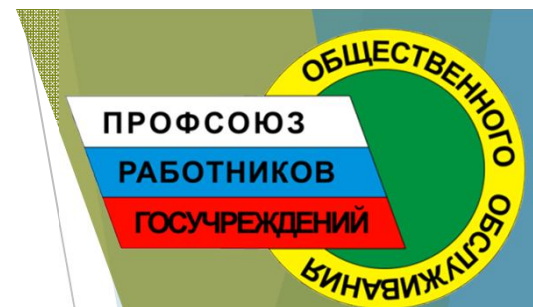 ПРОФСОЮЗ
РАБОТНИКОВ
ГОСУЧРЕЖДЕНИЙ
ОБЩЕСТВЕННОГО ОБСЛУЖИВАНИЯ